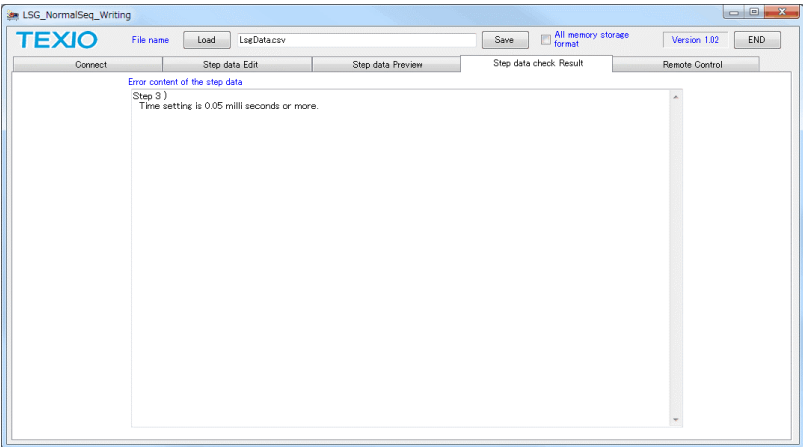 LSG_NormalSeq_Writing
TEXIO File name Load LsgData.csv Save All memory storage format Version 1.02 END
Connect Step data Edit Step data Preview Step data check Result Remote Control
Error content of the step data
Step 3 )
Time setting is 0.05 milli seconds or more.